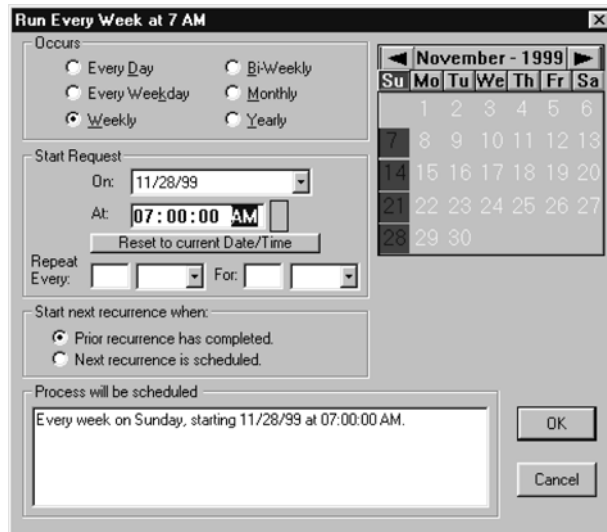 Run Every Week at 7 AM
Occurs
Every Day
Bi-Weekly
Every Weekday
Monthly
Weekly
Yearly
Start Request
On: 11/28/99
At: 07:00:00 AM
Reset to current Date/Time
Repeat Every:
For:
Start next recurrence when:
Prior recurrence has completed.
Next recurrence is scheduled.
November - 1999
Su Mo Tu We Th Fr Sa
1 2 3 4 5 6
7 8 9 10 11 12 13
14 15 16 17 18 19 20
21 22 23 24 25 26 27
28 29 30
Process will be scheduled
Every week on Sunday, starting 11/28/99 at 07:00:00 AM.
OK
Cancel